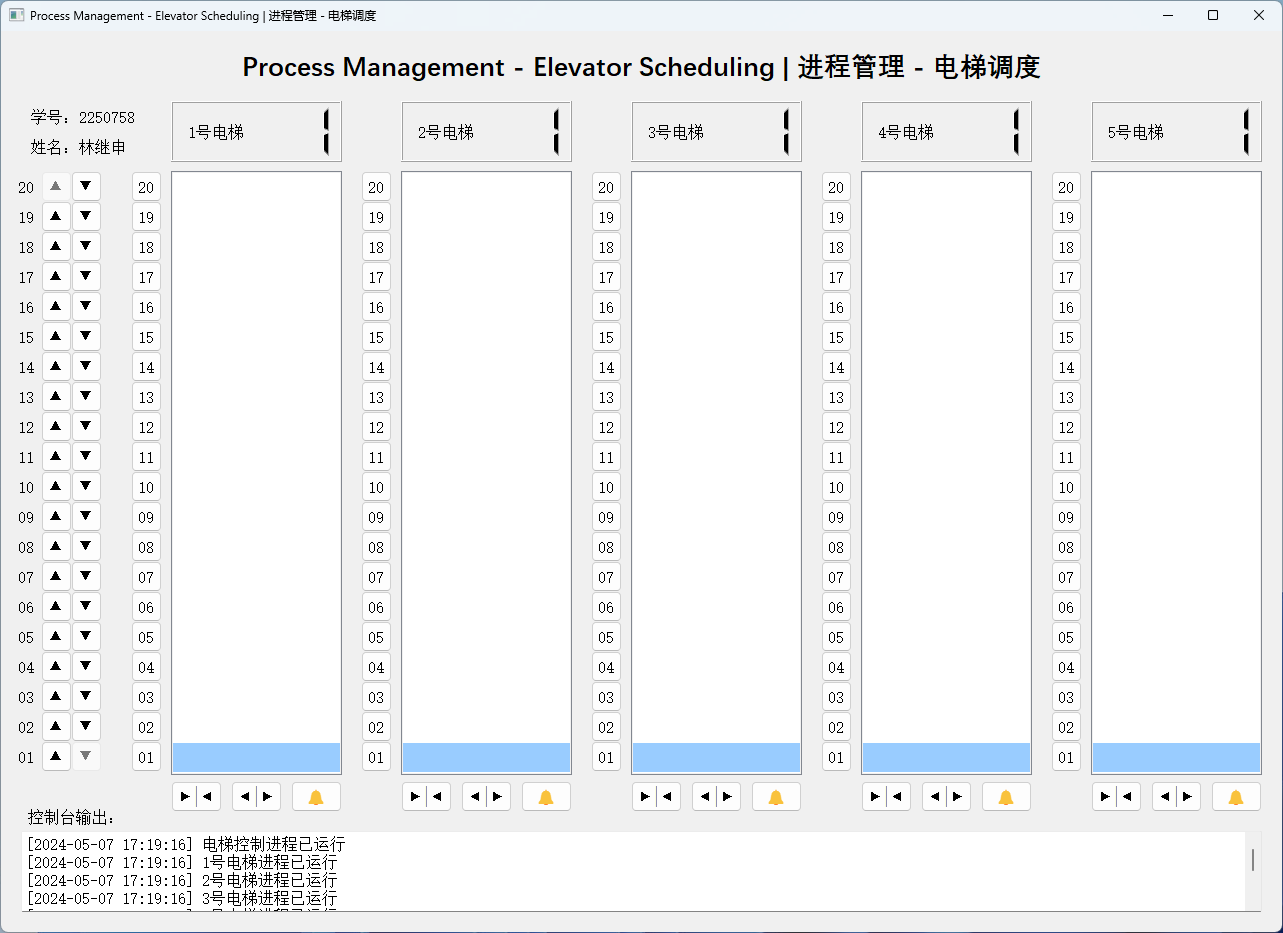 Process Management - Elevator Scheduling | 进程管理 - 电梯调度
Process Management - Elevator Scheduling | 进程管理 - 电梯调度
学号：2250758
姓名：林继申
1号电梯 2号电梯 3号电梯 4号电梯 5号电梯
20 ▲ ▼ 20 20 20 20 20
19 ▲ ▼ 19 19 19 19 19
18 ▲ ▼ 18 18 18 18 18
17 ▲ ▼ 17 17 17 17 17
16 ▲ ▼ 16 16 16 16 16
15 ▲ ▼ 15 15 15 15 15
14 ▲ ▼ 14 14 14 14 14
13 ▲ ▼ 13 13 13 13 13
12 ▲ ▼ 12 12 12 12 12
11 ▲ ▼ 11 11 11 11 11
10 ▲ ▼ 10 10 10 10 10
09 ▲ ▼ 09 09 09 09 09
08 ▲ ▼ 08 08 08 08 08
07 ▲ ▼ 07 07 07 07 07
06 ▲ ▼ 06 06 06 06 06
05 ▲ ▼ 05 05 05 05 05
04 ▲ ▼ 04 04 04 04 04
03 ▲ ▼ 03 03 03 03 03
02 ▲ ▼ 02 02 02 02 02
01 ▲ ▼ 01 01 01 01 01
控制台输出：
[2024-05-07 17:19:16] 电梯控制进程已运行
[2024-05-07 17:19:16] 1号电梯进程已运行
[2024-05-07 17:19:16] 2号电梯进程已运行
[2024-05-07 17:19:16] 3号电梯进程已运行